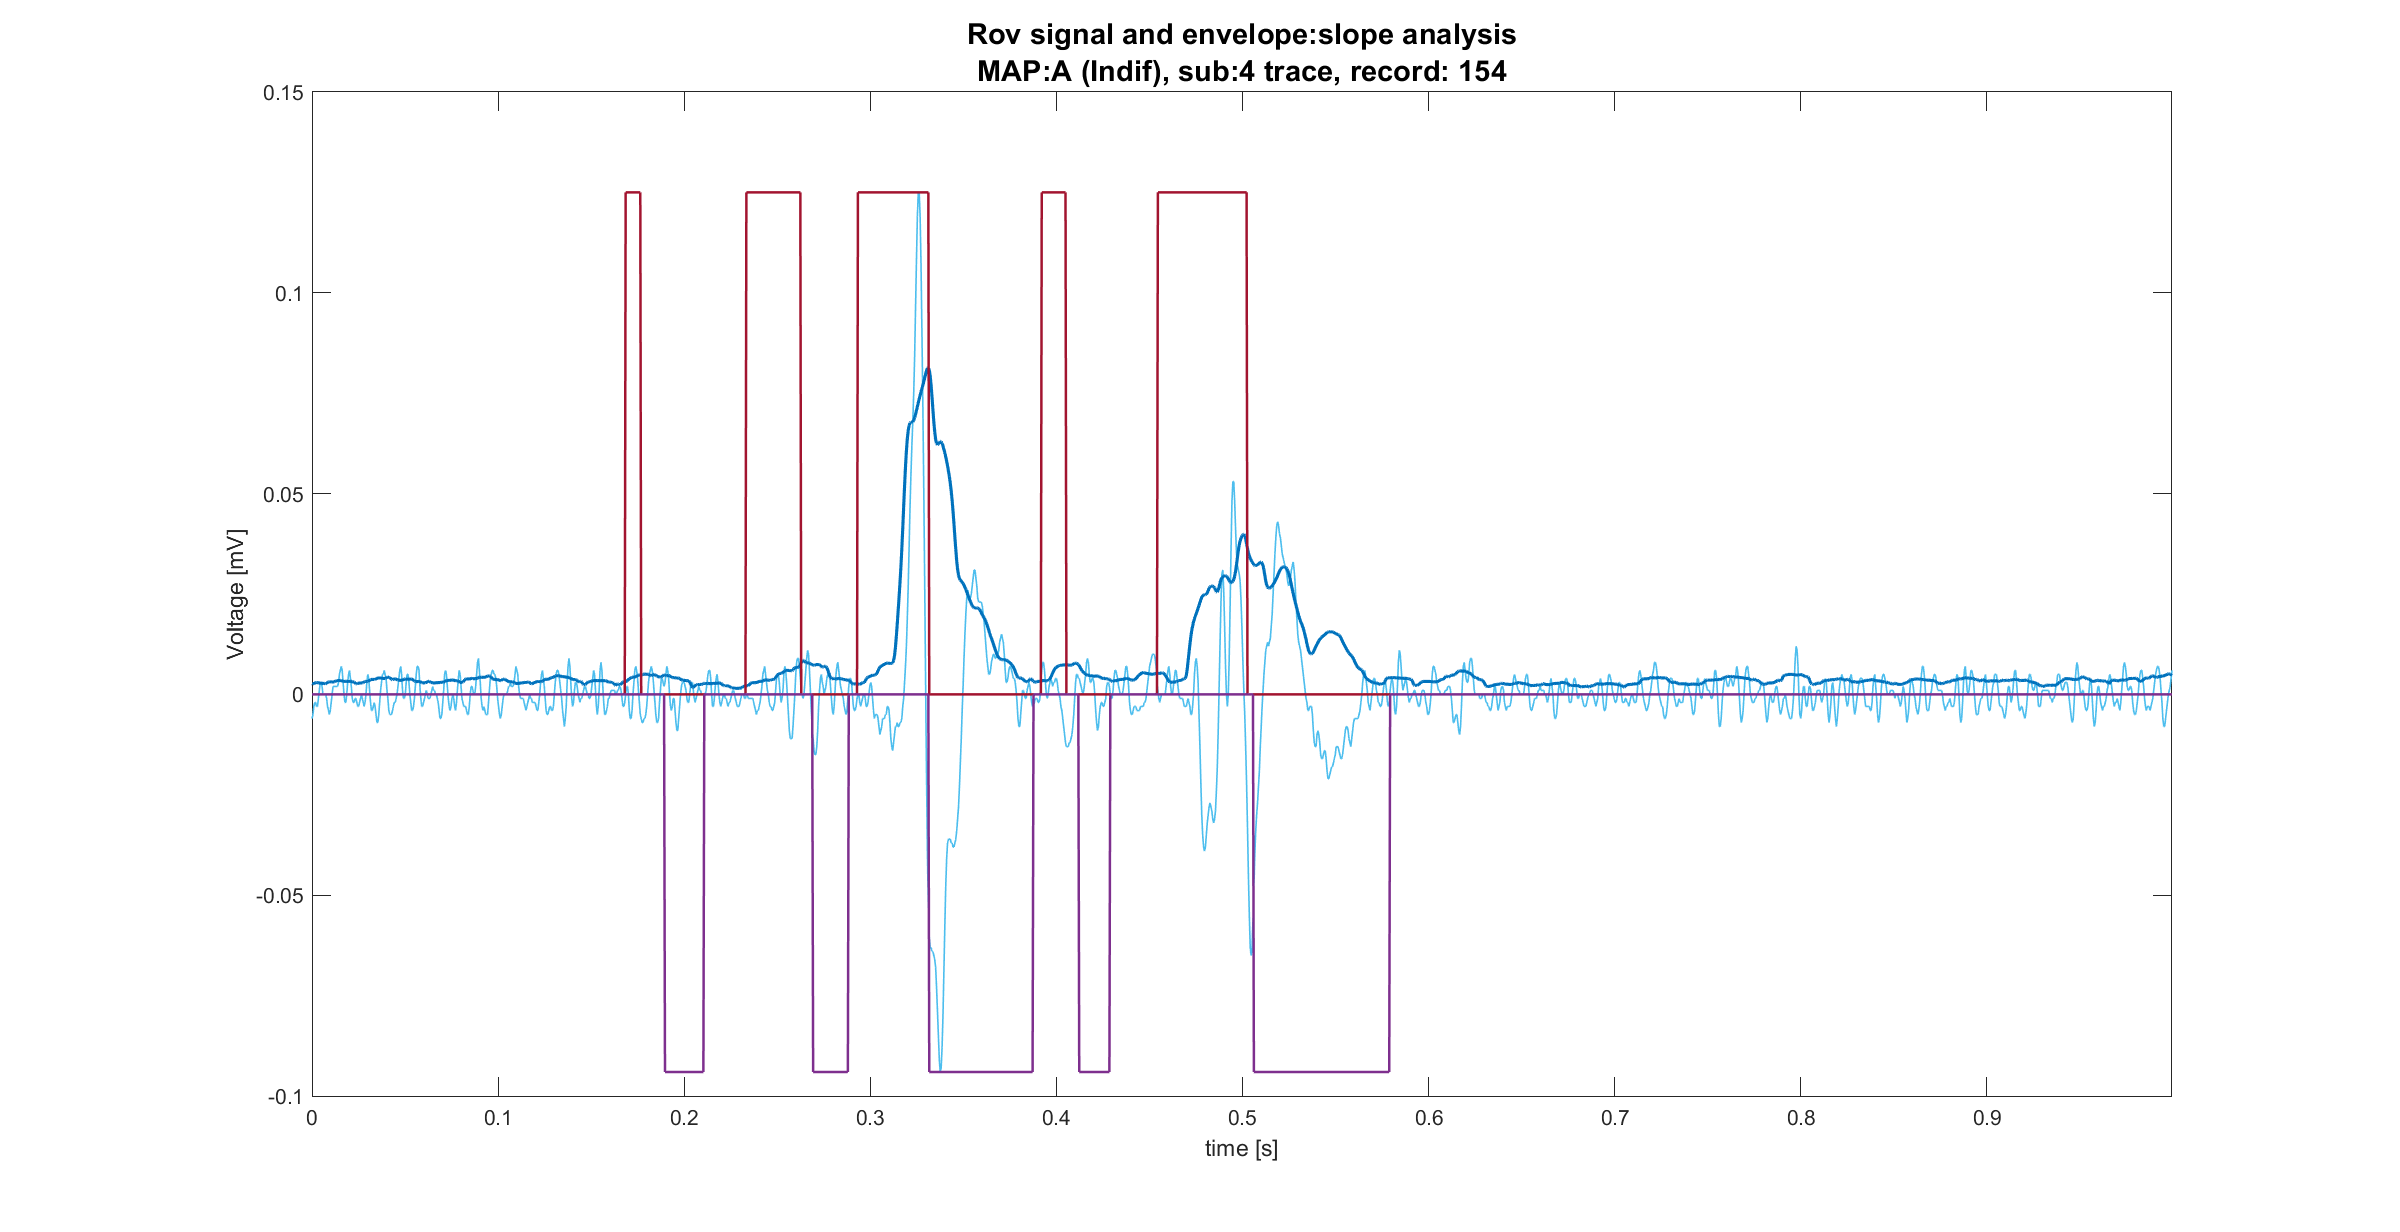 Rov signal and envelope:slope analysis
MAP:A (Indif), sub:4 trace, record: 154
0.15
0.1
0.05
0
-0.05
-0.1
Voltage [mV]
0 0.1 0.2 0.3 0.4 0.5 0.6 0.7 0.8 0.9
time [s]